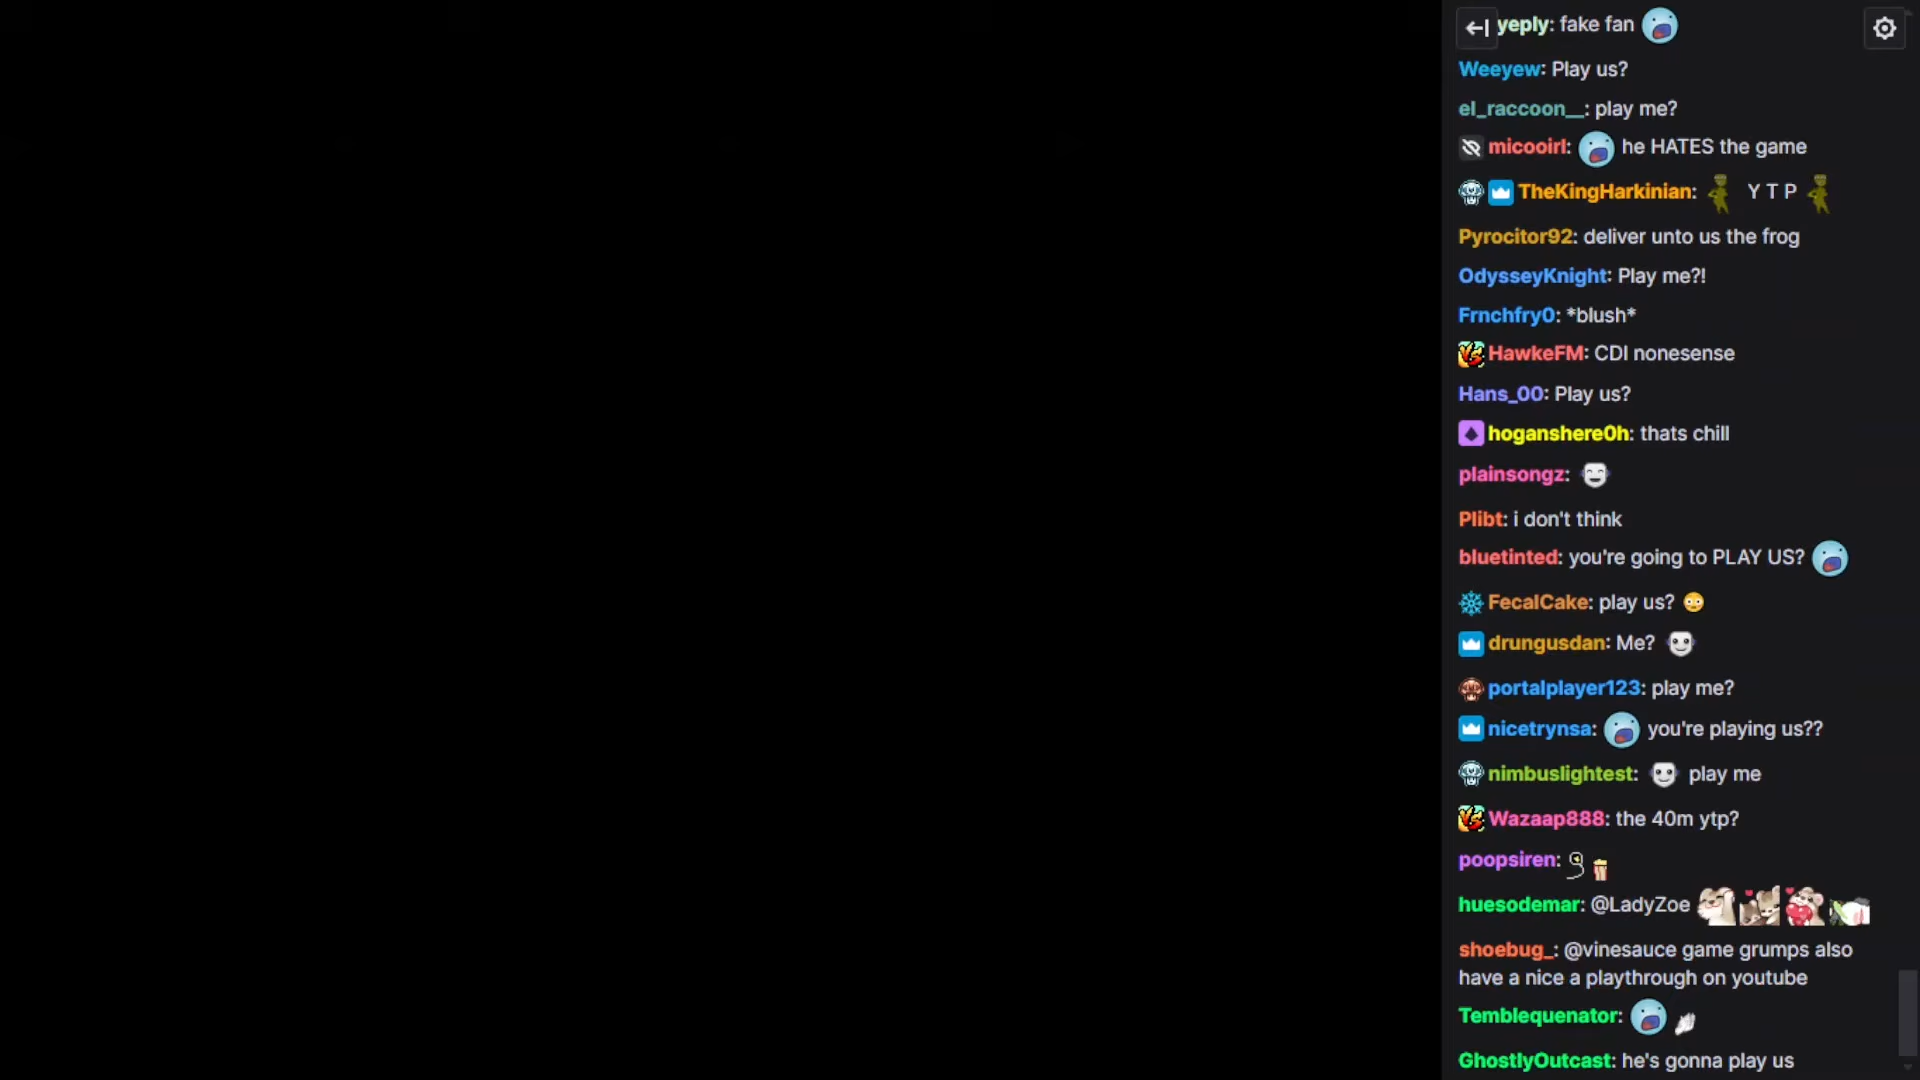 yeply: fake fan
Weeyew: Play us?
el_raccoon__: play me?
micooirl: he HATES the game
TheKingHarkinian: Y T P
Pyrocitor92: deliver unto us the frog
OdysseyKnight: Play me?!
Frnchfry0: *blush*
HawkeFM: CDI nonesense
Hans_00: Play us?
hoganshere0h: thats chill
plainsongz:
Plibt: i don't think
bluetinted: you're going to PLAY US?
FecalCake: play us? 😳
drungusdan: Me?
portalplayer123: play me?
nicetrynsa: you're playing us??
nimbuslightest: play me
Wazaap888: the 40m ytp?
poopsiren:
huesodemar: @LadyZoe
shoebug_: @vinesauce game grumps also
have a nice a playthrough on youtube
Temblequenator:
GhostlyOutcast: he's gonna play us